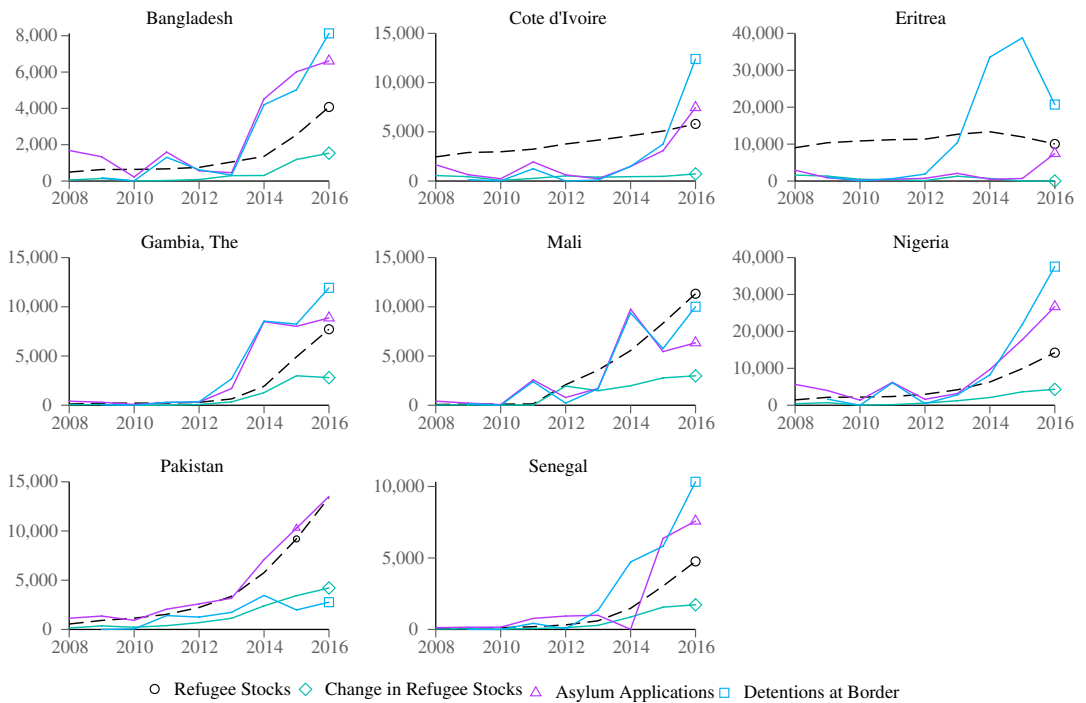 Bangladesh
8,000
6,000
4,000
2,000
0
2008 2010 2012 2014 2016
Cote d'Ivoire
15,000
10,000
5,000
0
2008 2010 2012 2014 2016
Eritrea
40,000
30,000
20,000
10,000
0
2008 2010 2012 2014 2016
Gambia, The
15,000
10,000
5,000
0
2008 2010 2012 2014 2016
Mali
15,000
10,000
5,000
0
2008 2010 2012 2014 2016
Nigeria
40,000
30,000
20,000
10,000
0
2008 2010 2012 2014 2016
Pakistan
15,000
10,000
5,000
0
2008 2010 2012 2014 2016
Senegal
10,000
5,000
0
2008 2010 2012 2014 2016
Refugee Stocks Change in Refugee Stocks Asylum Applications Detentions at Border